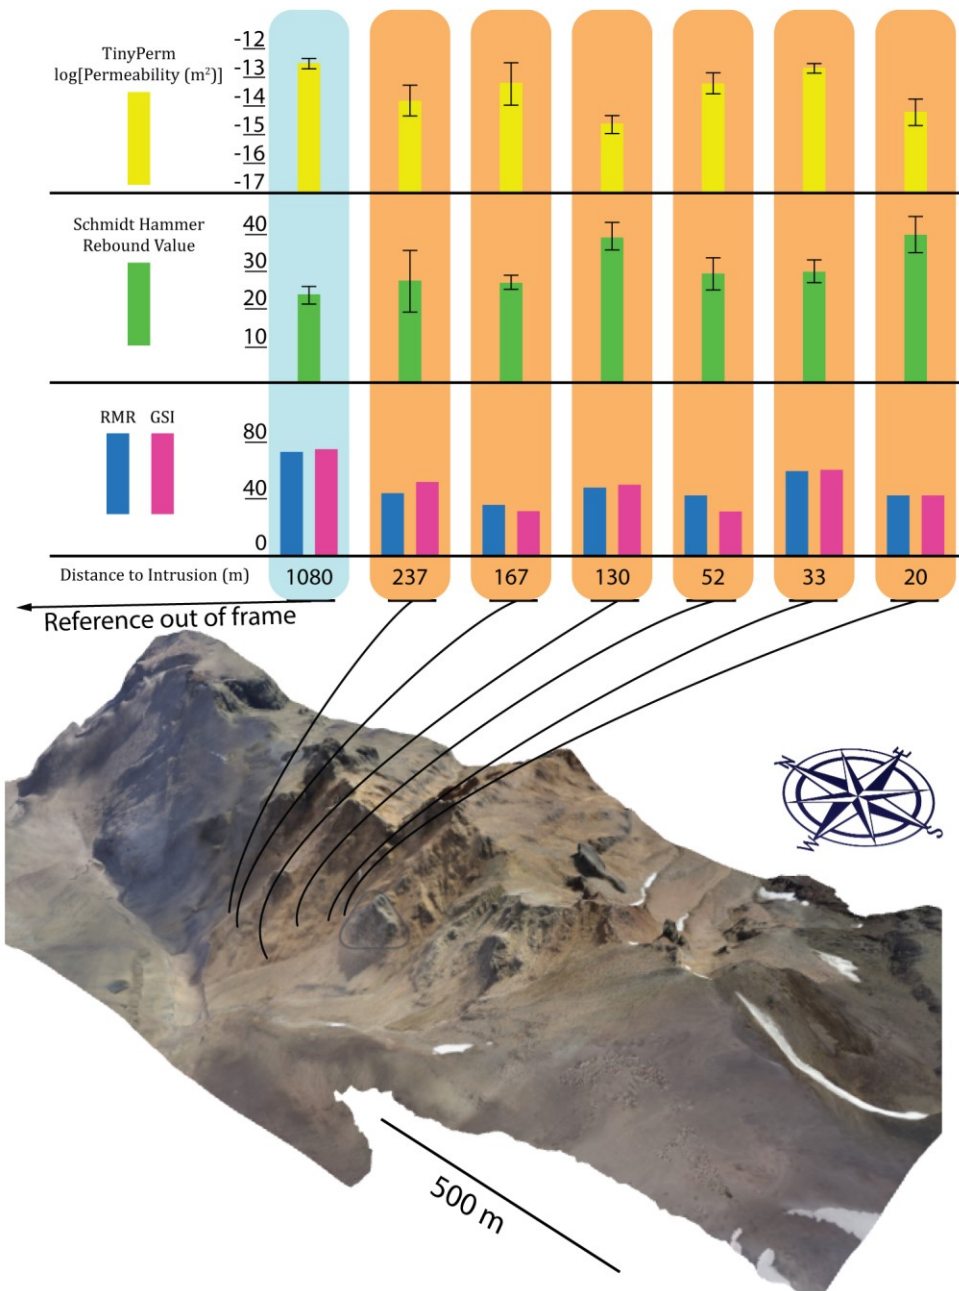 TinyPerm
log[Permeability (m²)]
-12
-13
-14
-15
-16
-17
Schmidt Hammer
Rebound Value
40
30
20
10
RMR GSI
80
40
0
Distance to Intrusion (m) 1080 237 167 130 52 33 20
Reference out of frame
N E
W S
500 m